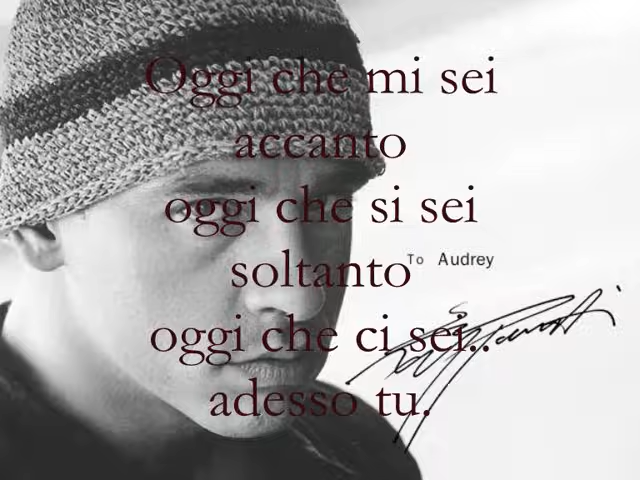 Oggi che mi sei
accanto
oggi che si sei
soltanto
To Audrey
oggi che ci sei..
adesso tu.